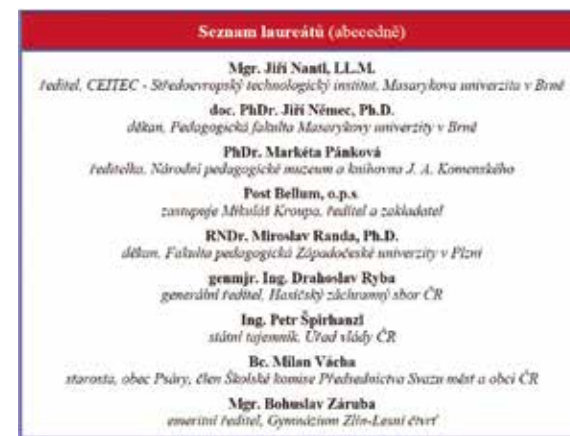 Seznam laureátů (abecedně)
Mgr. Jiří Nantl, LL.M.
ředitel, CEITEC - Středoevropský technologický institut, Masarykova univerzita v Brně
doc. PhDr. Jiří Němec, Ph.D.
děkan, Pedagogická fakulta Masarykovy univerzity v Brně
PhDr. Markéta Pánková
ředitelka, Národní pedagogické muzeum a knihovna J. A. Komenského
Post Bellum, o.p.s
zastupuje Mikuláš Kroupa, ředitel a zakladatel
RNDr. Miroslav Randa, Ph.D.
děkan, Fakulta pedagogická Západočeské univerzity v Plzni
genmjr. Ing. Drahoslav Ryba
generální ředitel, Hasičský záchranný sbor ČR
Ing. Petr Špirhanzl
státní tajemník, Úřad vlády ČR
Bc. Milan Vácha
starosta, obec Psáry, člen Školské komise Předsednictva Svazu měst a obcí ČR
Mgr. Bohuslav Záruba
emeritní ředitel, Gymnázium Zlín-Lesní čtvrť